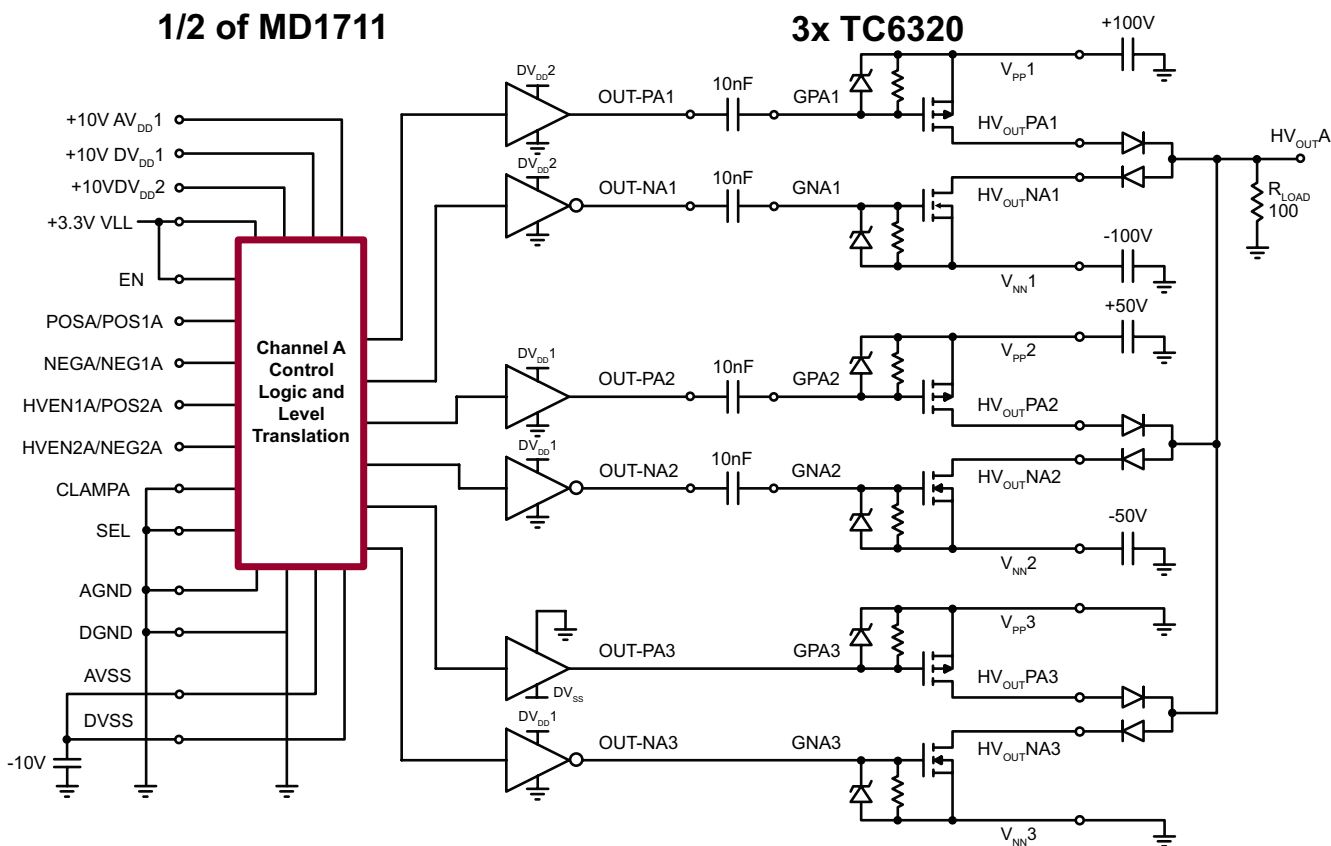 1/2 of MD1711
3x TC6320
+10V AVDD1
+10V DVDD1
+10VDVDD2
+3.3V VLL
EN
POSA/POS1A
NEGA/NEG1A
HVEN1A/POS2A
HVEN2A/NEG2A
CLAMPA
SEL
AGND
DGND
AVSS
DVSS
-10V
Channel A
Control
Logic and
Level
Translation
DVDD2
OUT-PA1
10nF
GPA1
VPP1
+100V
HVOUTPA1
DVDD2
OUT-NA1
10nF
GNA1
HVOUTNA1
VNN1
-100V
HVOUTA
RLOAD
100
DVDD1
OUT-PA2
10nF
GPA2
VPP2
+50V
HVOUTPA2
DVDD1
OUT-NA2
10nF
GNA2
HVOUTNA2
VNN2
-50V
OUT-PA3
DVSS
GPA3
VPP3
HVOUTPA3
DVDD1
OUT-NA3
GNA3
HVOUTNA3
VNN3